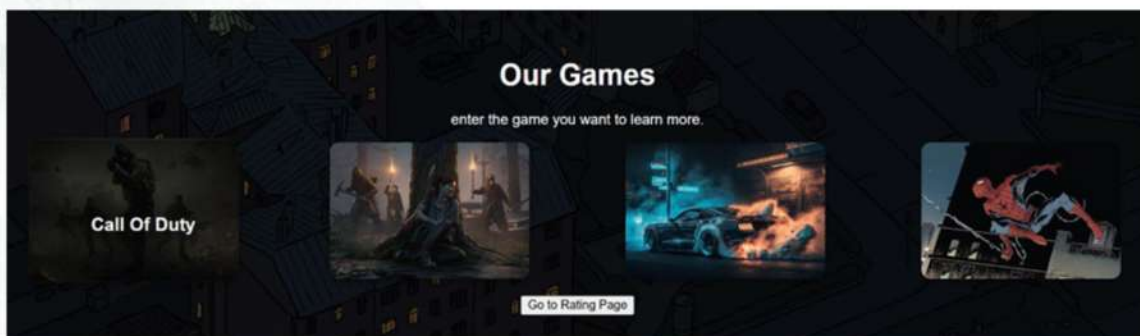 Our Games
enter the game you want to learn more.
Call Of Duty
Go to Rating Page